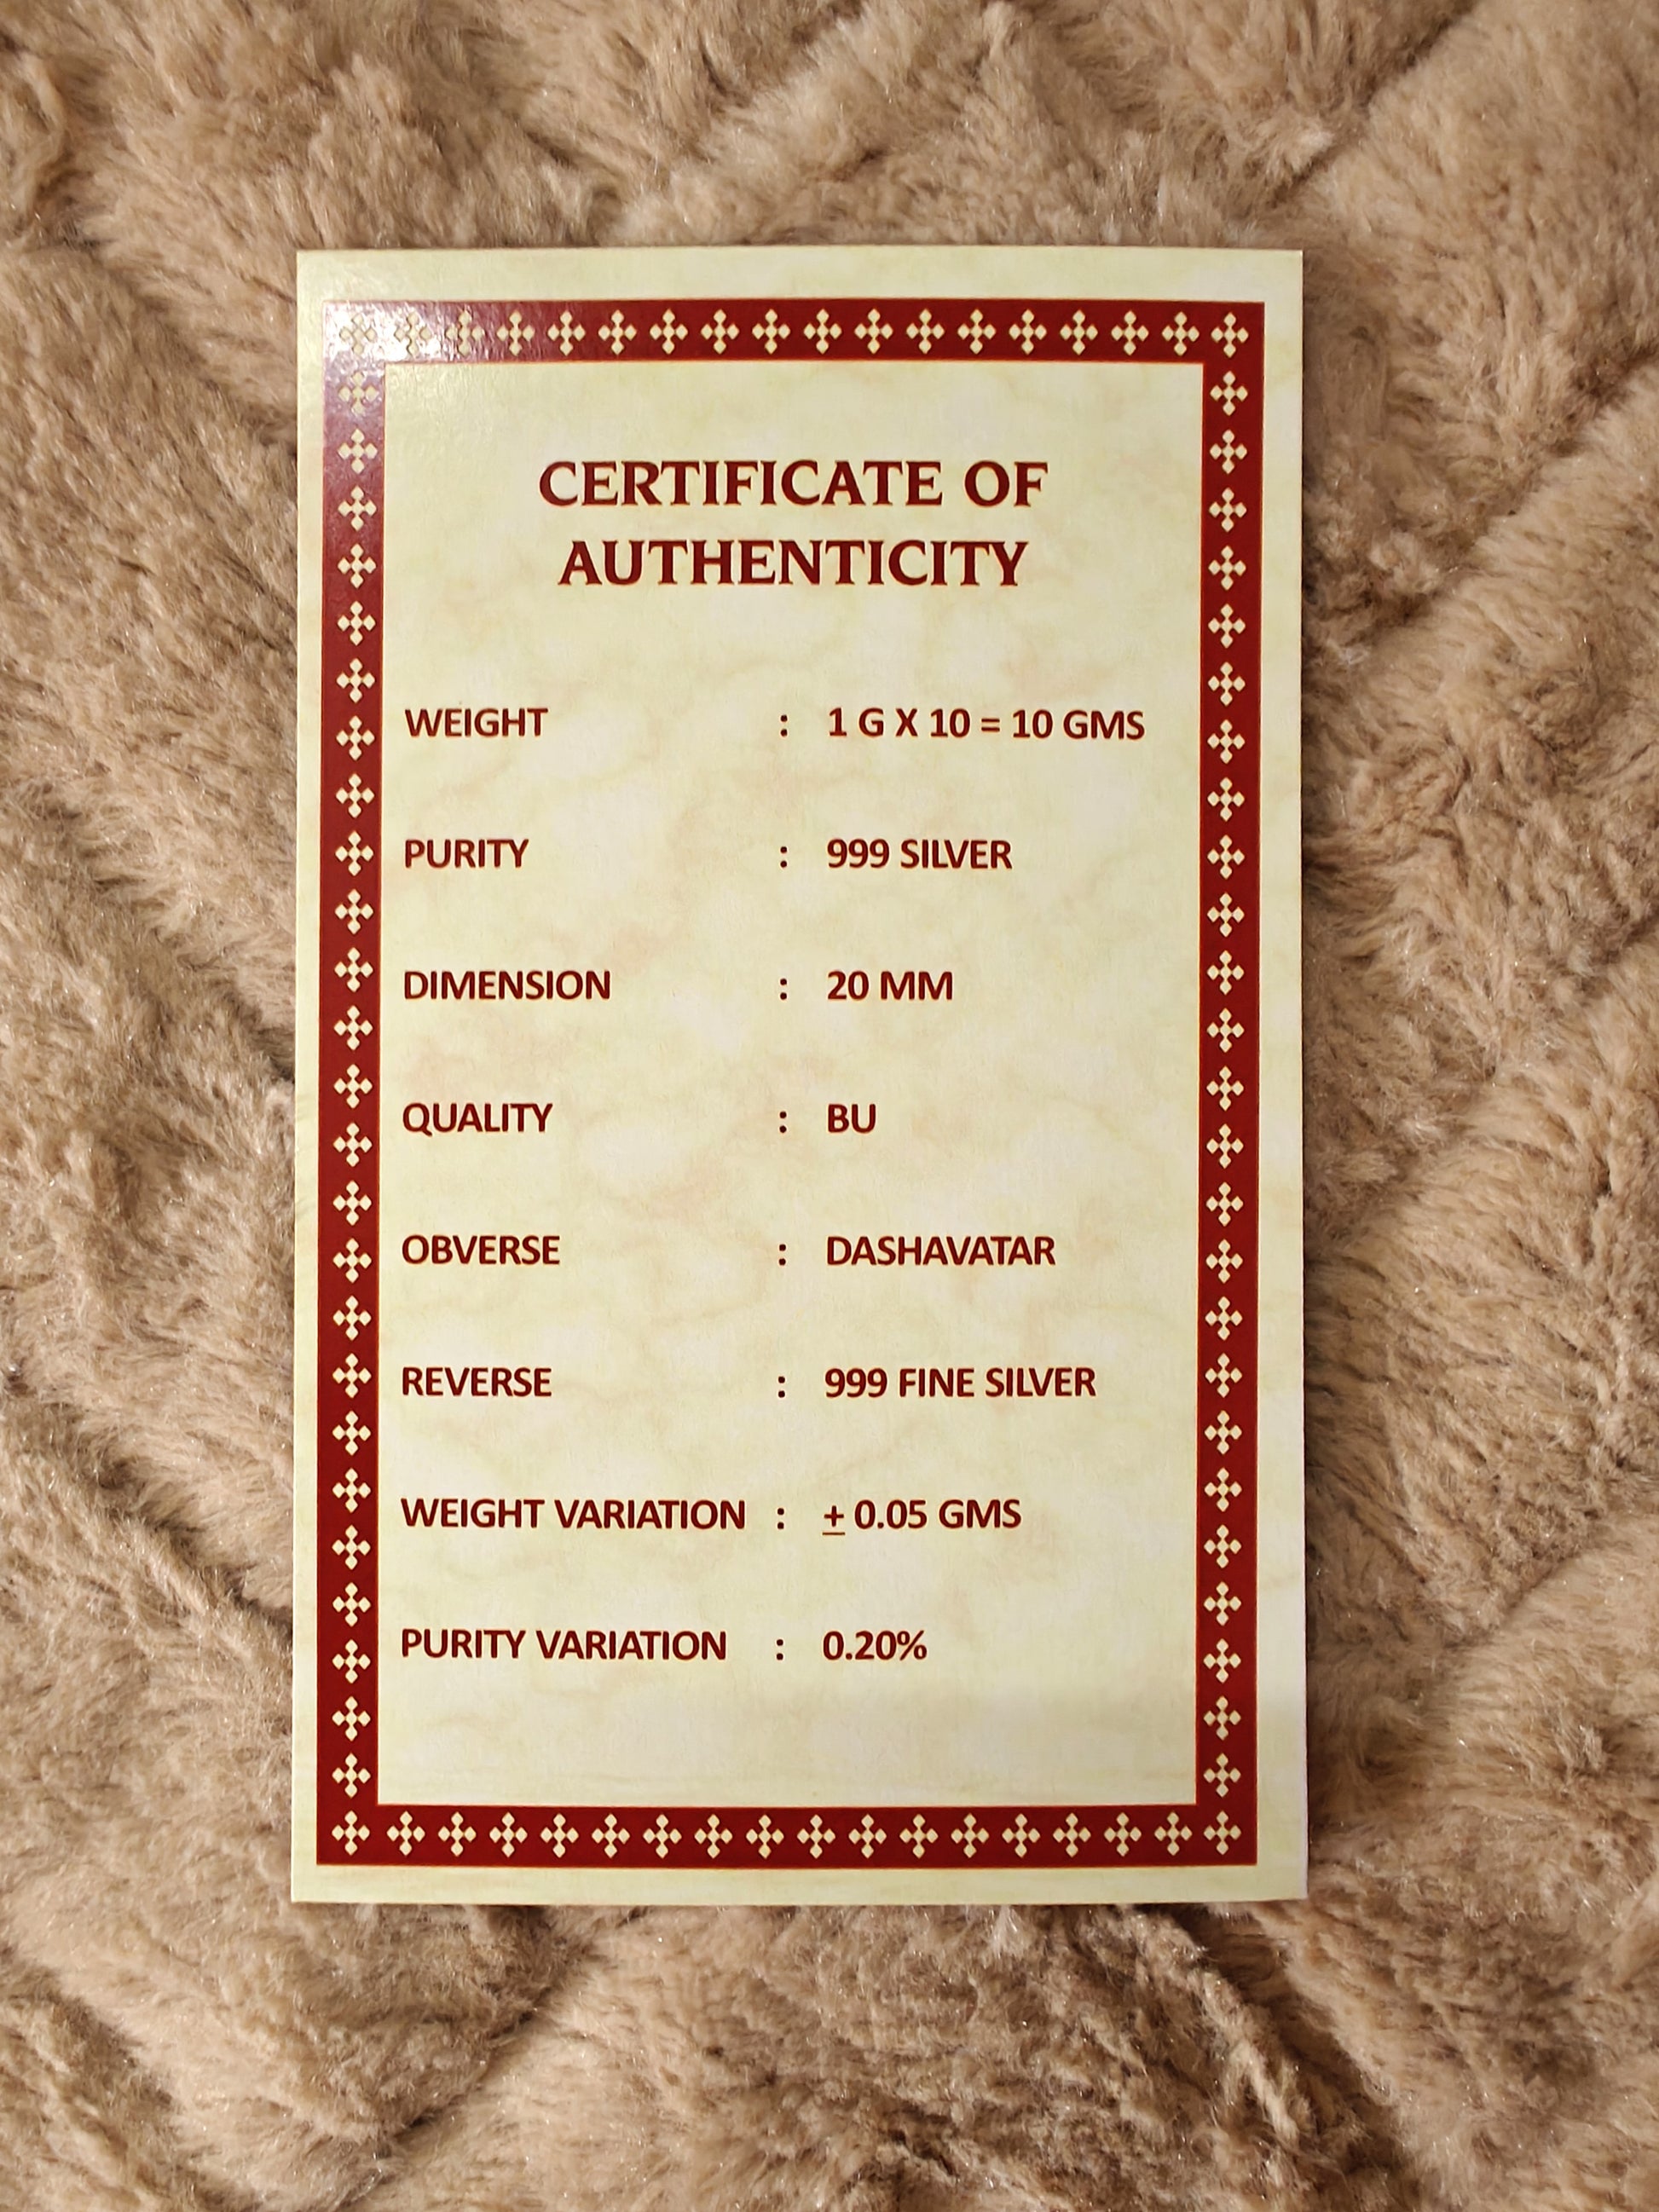 CERTIFICATE OF
AUTHENTICITY
WEIGHT : 1 G X 10 = 10 GMS
PURITY : 999 SILVER
DIMENSION : 20 MM
QUALITY : BU
OBVERSE : DASHAVATAR
REVERSE : 999 FINE SILVER
WEIGHT VARIATION : ± 0.05 GMS
PURITY VARIATION : 0.20%